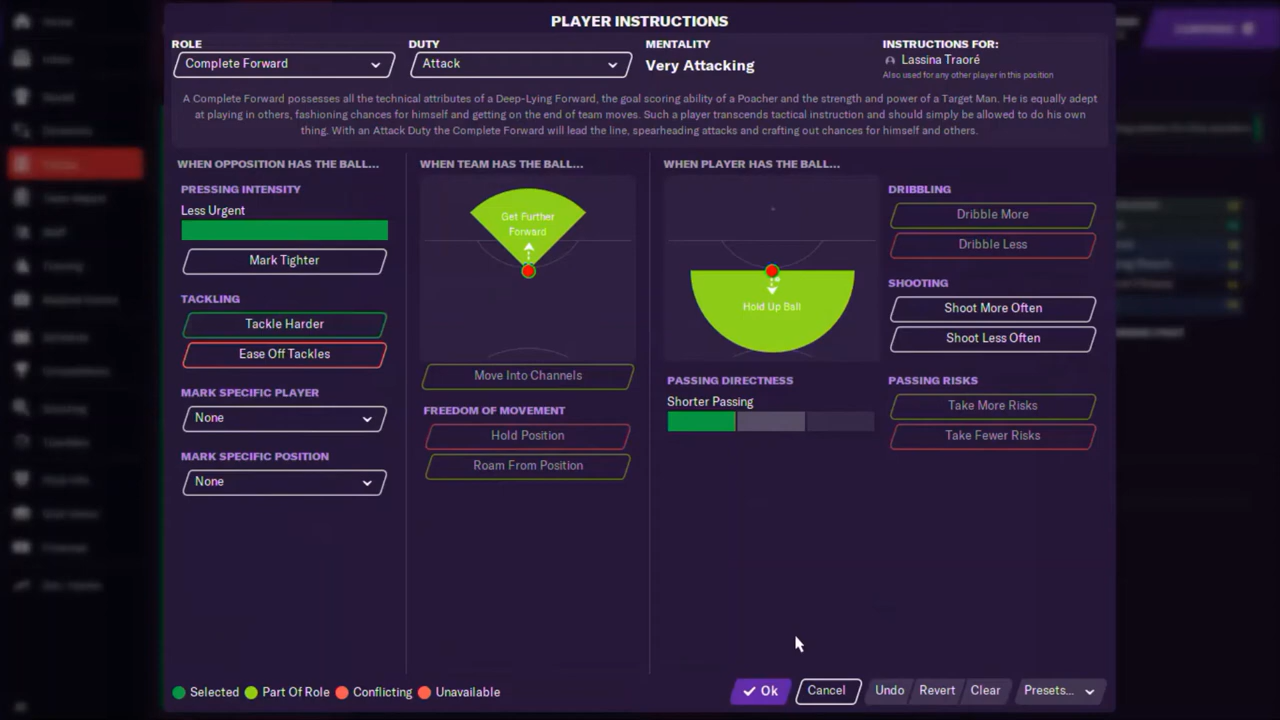 PLAYER INSTRUCTIONS
ROLE
Complete Forward
DUTY
Attack
MENTALITY
Very Attacking
INSTRUCTIONS FOR:
Lassina Traoré
Also used for any other player in this position
A Complete Forward possesses all the technical attributes of a Deep-Lying Forward, the goal scoring ability of a Poacher and the strength and power of a Target Man. He is equally adept
at playing in others, fashioning chances for himself and getting on the end of team moves. Such a player transcends tactical instruction and should simply be allowed to do his own
thing. With an Attack Duty the Complete Forward will lead the line, spearheading attacks and crafting out chances for himself and others.
WHEN OPPOSITION HAS THE BALL...
PRESSING INTENSITY
Less Urgent
Mark Tighter
TACKLING
Tackle Harder
Ease Off Tackles
MARK SPECIFIC PLAYER
None
MARK SPECIFIC POSITION
None
WHEN TEAM HAS THE BALL...
Get Further
Forward
Move Into Channels
FREEDOM OF MOVEMENT
Hold Position
Roam From Position
WHEN PLAYER HAS THE BALL...
Hold Up Ball
PASSING DIRECTNESS
Shorter Passing
DRIBBLING
Dribble More
Dribble Less
SHOOTING
Shoot More Often
Shoot Less Often
PASSING RISKS
Take More Risks
Take Fewer Risks
Selected
Part Of Role
Conflicting
Unavailable
Ok
Cancel
Undo
Revert
Clear
Presets...